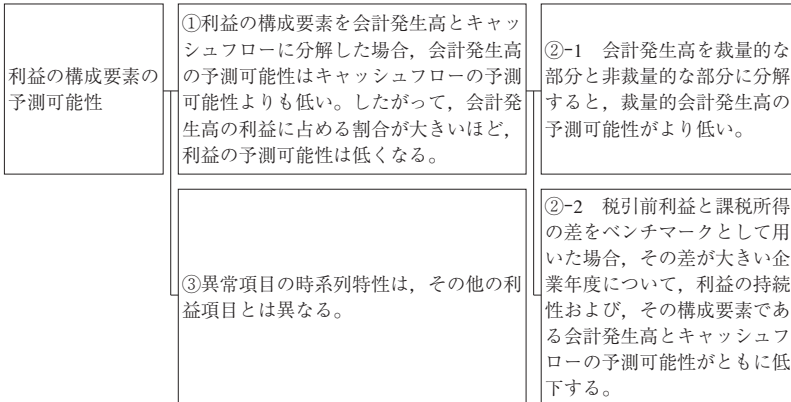 利益の構成要素の
予測可能性
①利益の構成要素を会計発生高とキャッ
シュフローに分解した場合，会計発生高
の予測可能性はキャッシュフローの予測
可能性よりも低い。したがって，会計発
生高の利益に占める割合が大きいほど，
利益の予測可能性は低くなる。
②-1　会計発生高を裁量的な
部分と非裁量的な部分に分解
すると，裁量的会計発生高の
予測可能性がより低い。
③異常項目の時系列特性は，その他の利
益項目とは異なる。
②-2　税引前利益と課税所得
の差をベンチマークとして用
いた場合，その差が大きい企
業年度について，利益の持続
性および，その構成要素であ
る会計発生高とキャッシュフ
ローの予測可能性がともに低
下する。